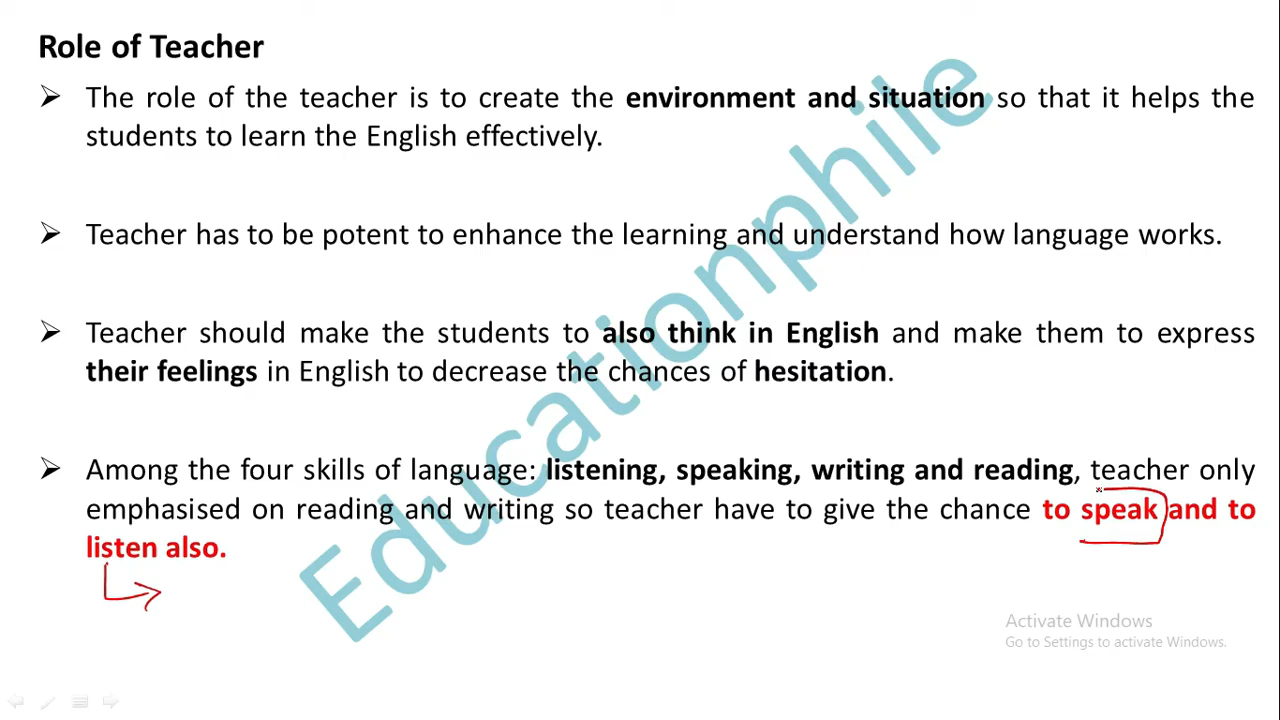 Role of Teacher
➢ The role of the teacher is to create the environment and situation so that it helps the
students to learn the English effectively.
➢ Teacher has to be potent to enhance the learning and understand how language works.
➢ Teacher should make the students to also think in English and make them to express
their feelings in English to decrease the chances of hesitation.
➢ Among the four skills of language: listening, speaking, writing and reading, teacher only
emphasised on reading and writing so teacher have to give the chance to speak and to
listen also.
Educationphile
Activate Windows
Go to Settings to activate Windows.